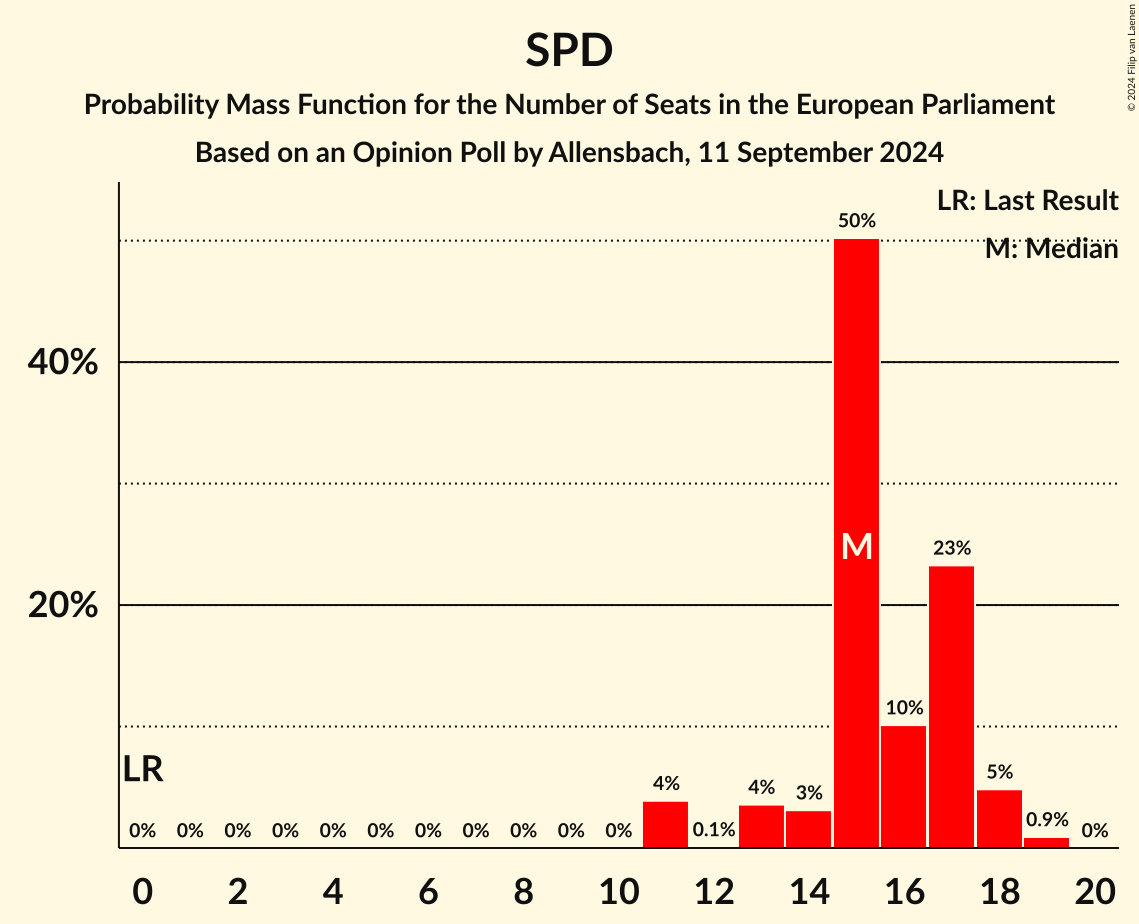 SPD
Probability Mass Function for the Number of Seats in the European Parliament
Based on an Opinion Poll by Allensbach, 11 September 2024
© 2024 Filip van Laenen
LR: Last Result
M: Median
50%
40%
M
23%
20%
10%
LR
0% 0% 0% 0% 0% 0% 0% 0% 0% 0% 0% 4% 0.1% 4% 3% 5% 0.9% 0%
0 2 4 6 8 10 12 14 16 18 20